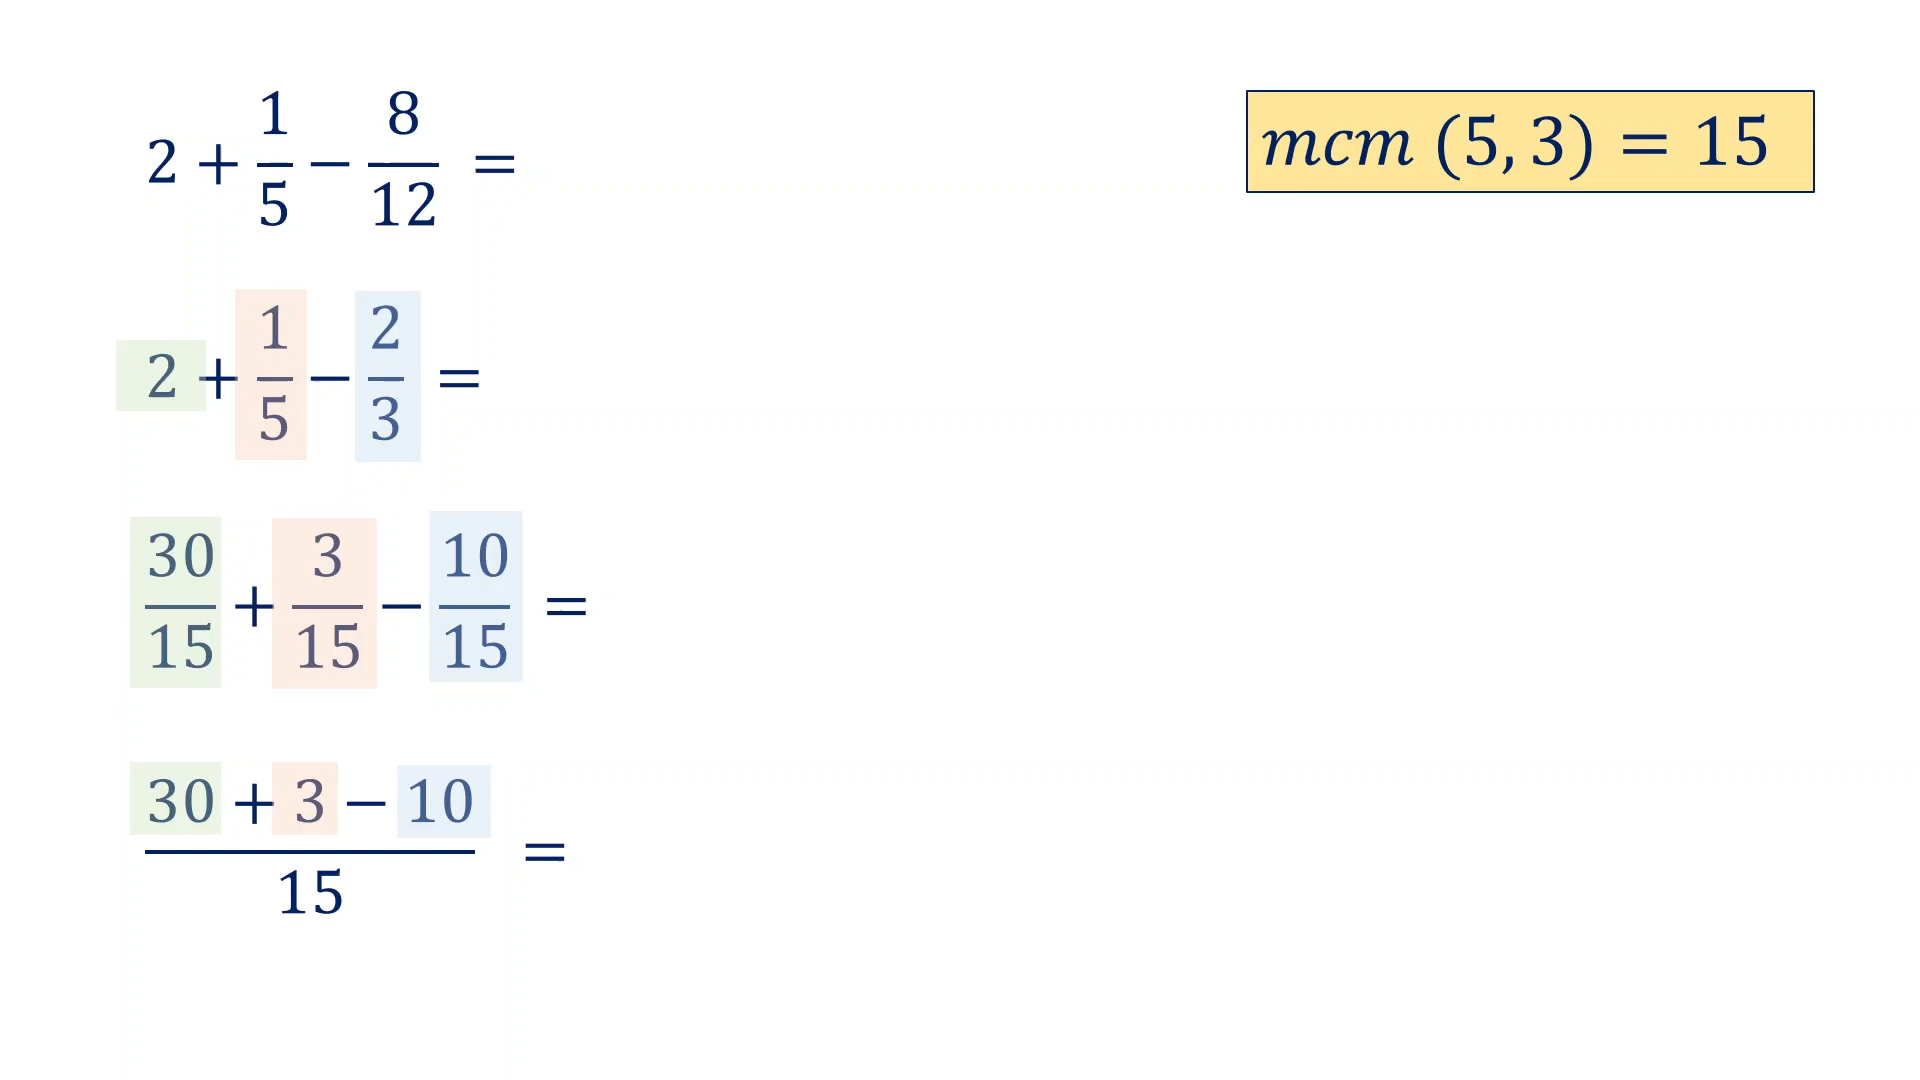 2 + 1/5 − 8/12 =
mcm (5, 3) = 15
2 + 1/5 − 2/3 =
30/15 + 3/15 − 10/15 =
(30 + 3 − 10)/15 =